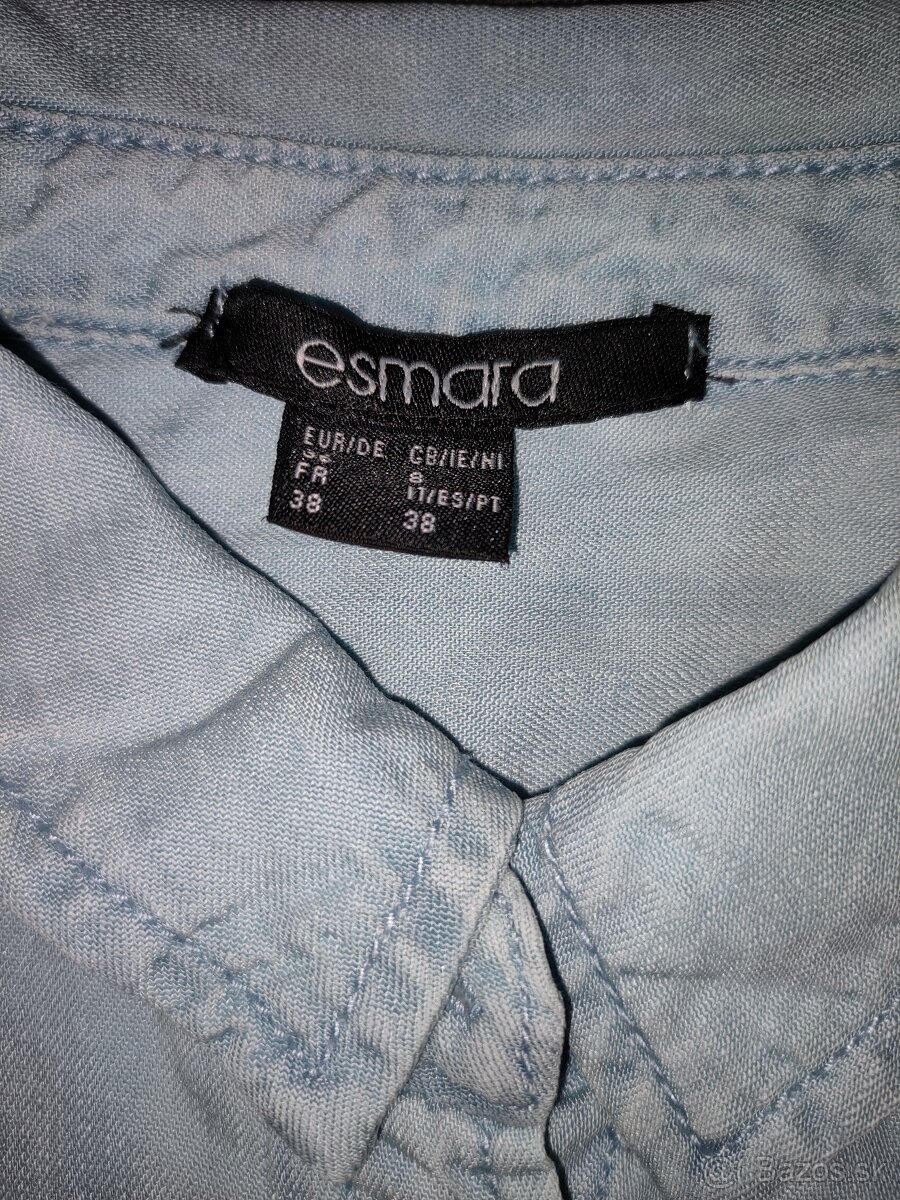 esmara
EUR/DE GB/IE/NI
8
FR IT/ES/PT
38 38
Bazos.sk